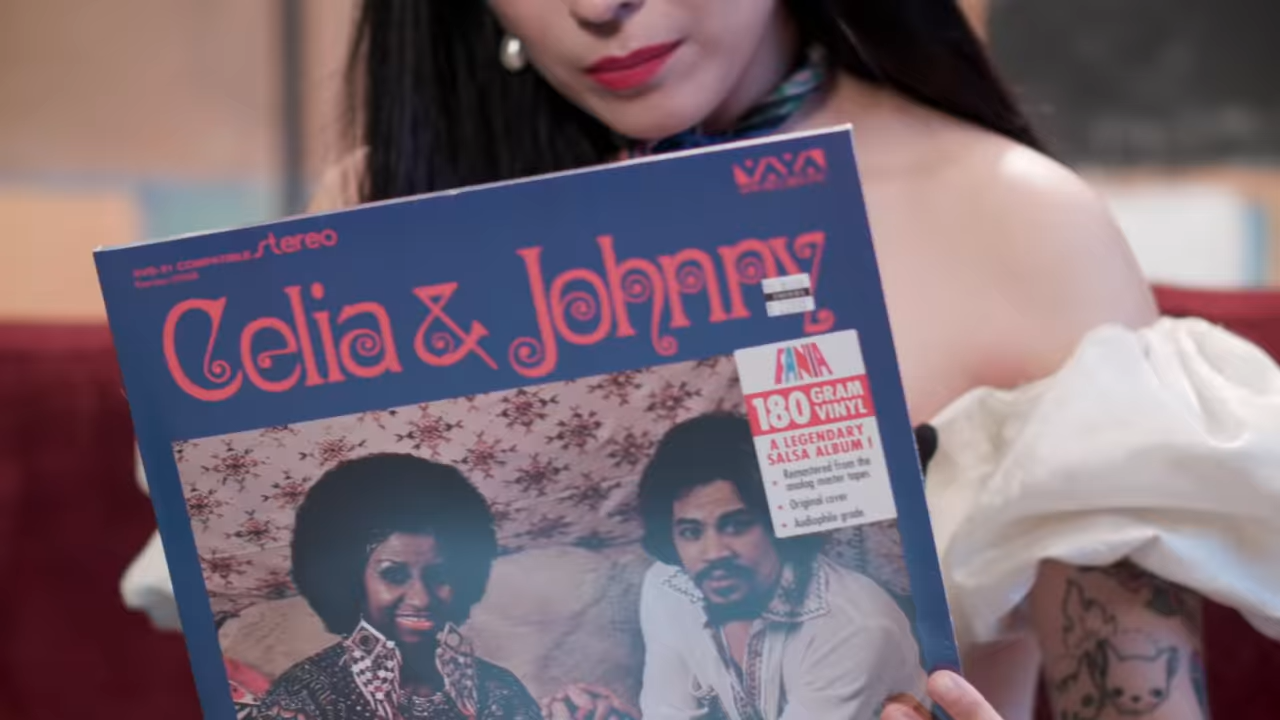 VAYA
stereo
Celia & Johnny
FANIA
180 GRAM
VINYL
A LEGENDARY
SALSA ALBUM !
• Remastered from the
analog master tapes
• Original cover
• Audiophile grade